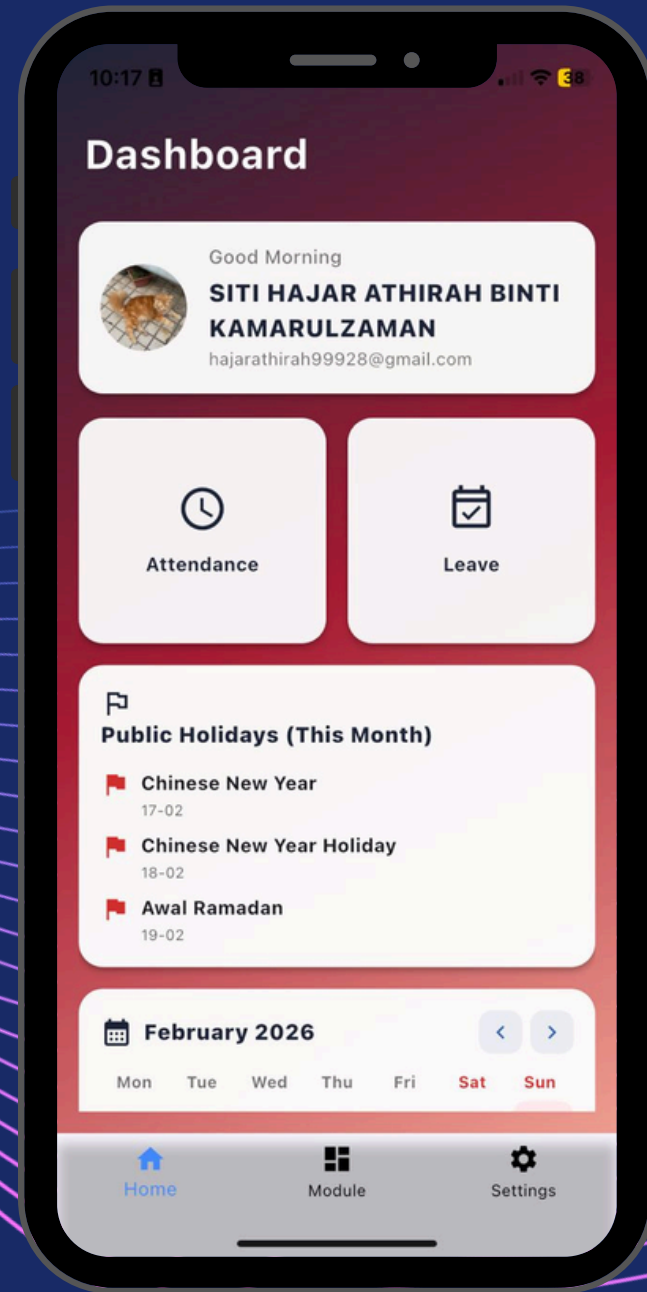 10:17
38
Dashboard
Good Morning
SITI HAJAR ATHIRAH BINTI
KAMARULZAMAN
hajarathirah99928@gmail.com
Attendance
Leave
Public Holidays (This Month)
Chinese New Year
17-02
Chinese New Year Holiday
18-02
Awal Ramadan
19-02
February 2026
Mon Tue Wed Thu Fri Sat Sun
Home
Module
Settings